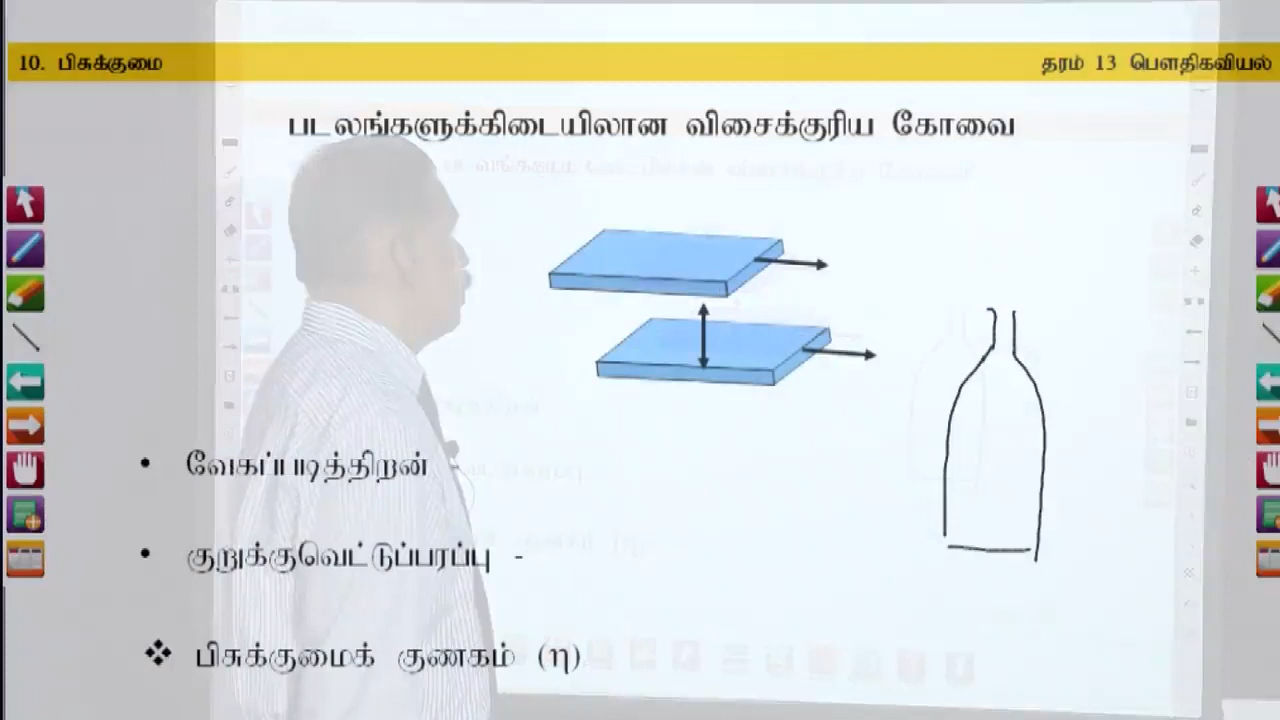 10. பிசுக்குமை
தரம் 13 பௌதிகவியல்
படலங்களுக்கிடையிலான விசைக்குரிய கோவை
• வேகப்படித்திறன் -
• குறுக்குவெட்டுப்பரப்பு -
❖ பிசுக்குமைக் குணகம் (η)